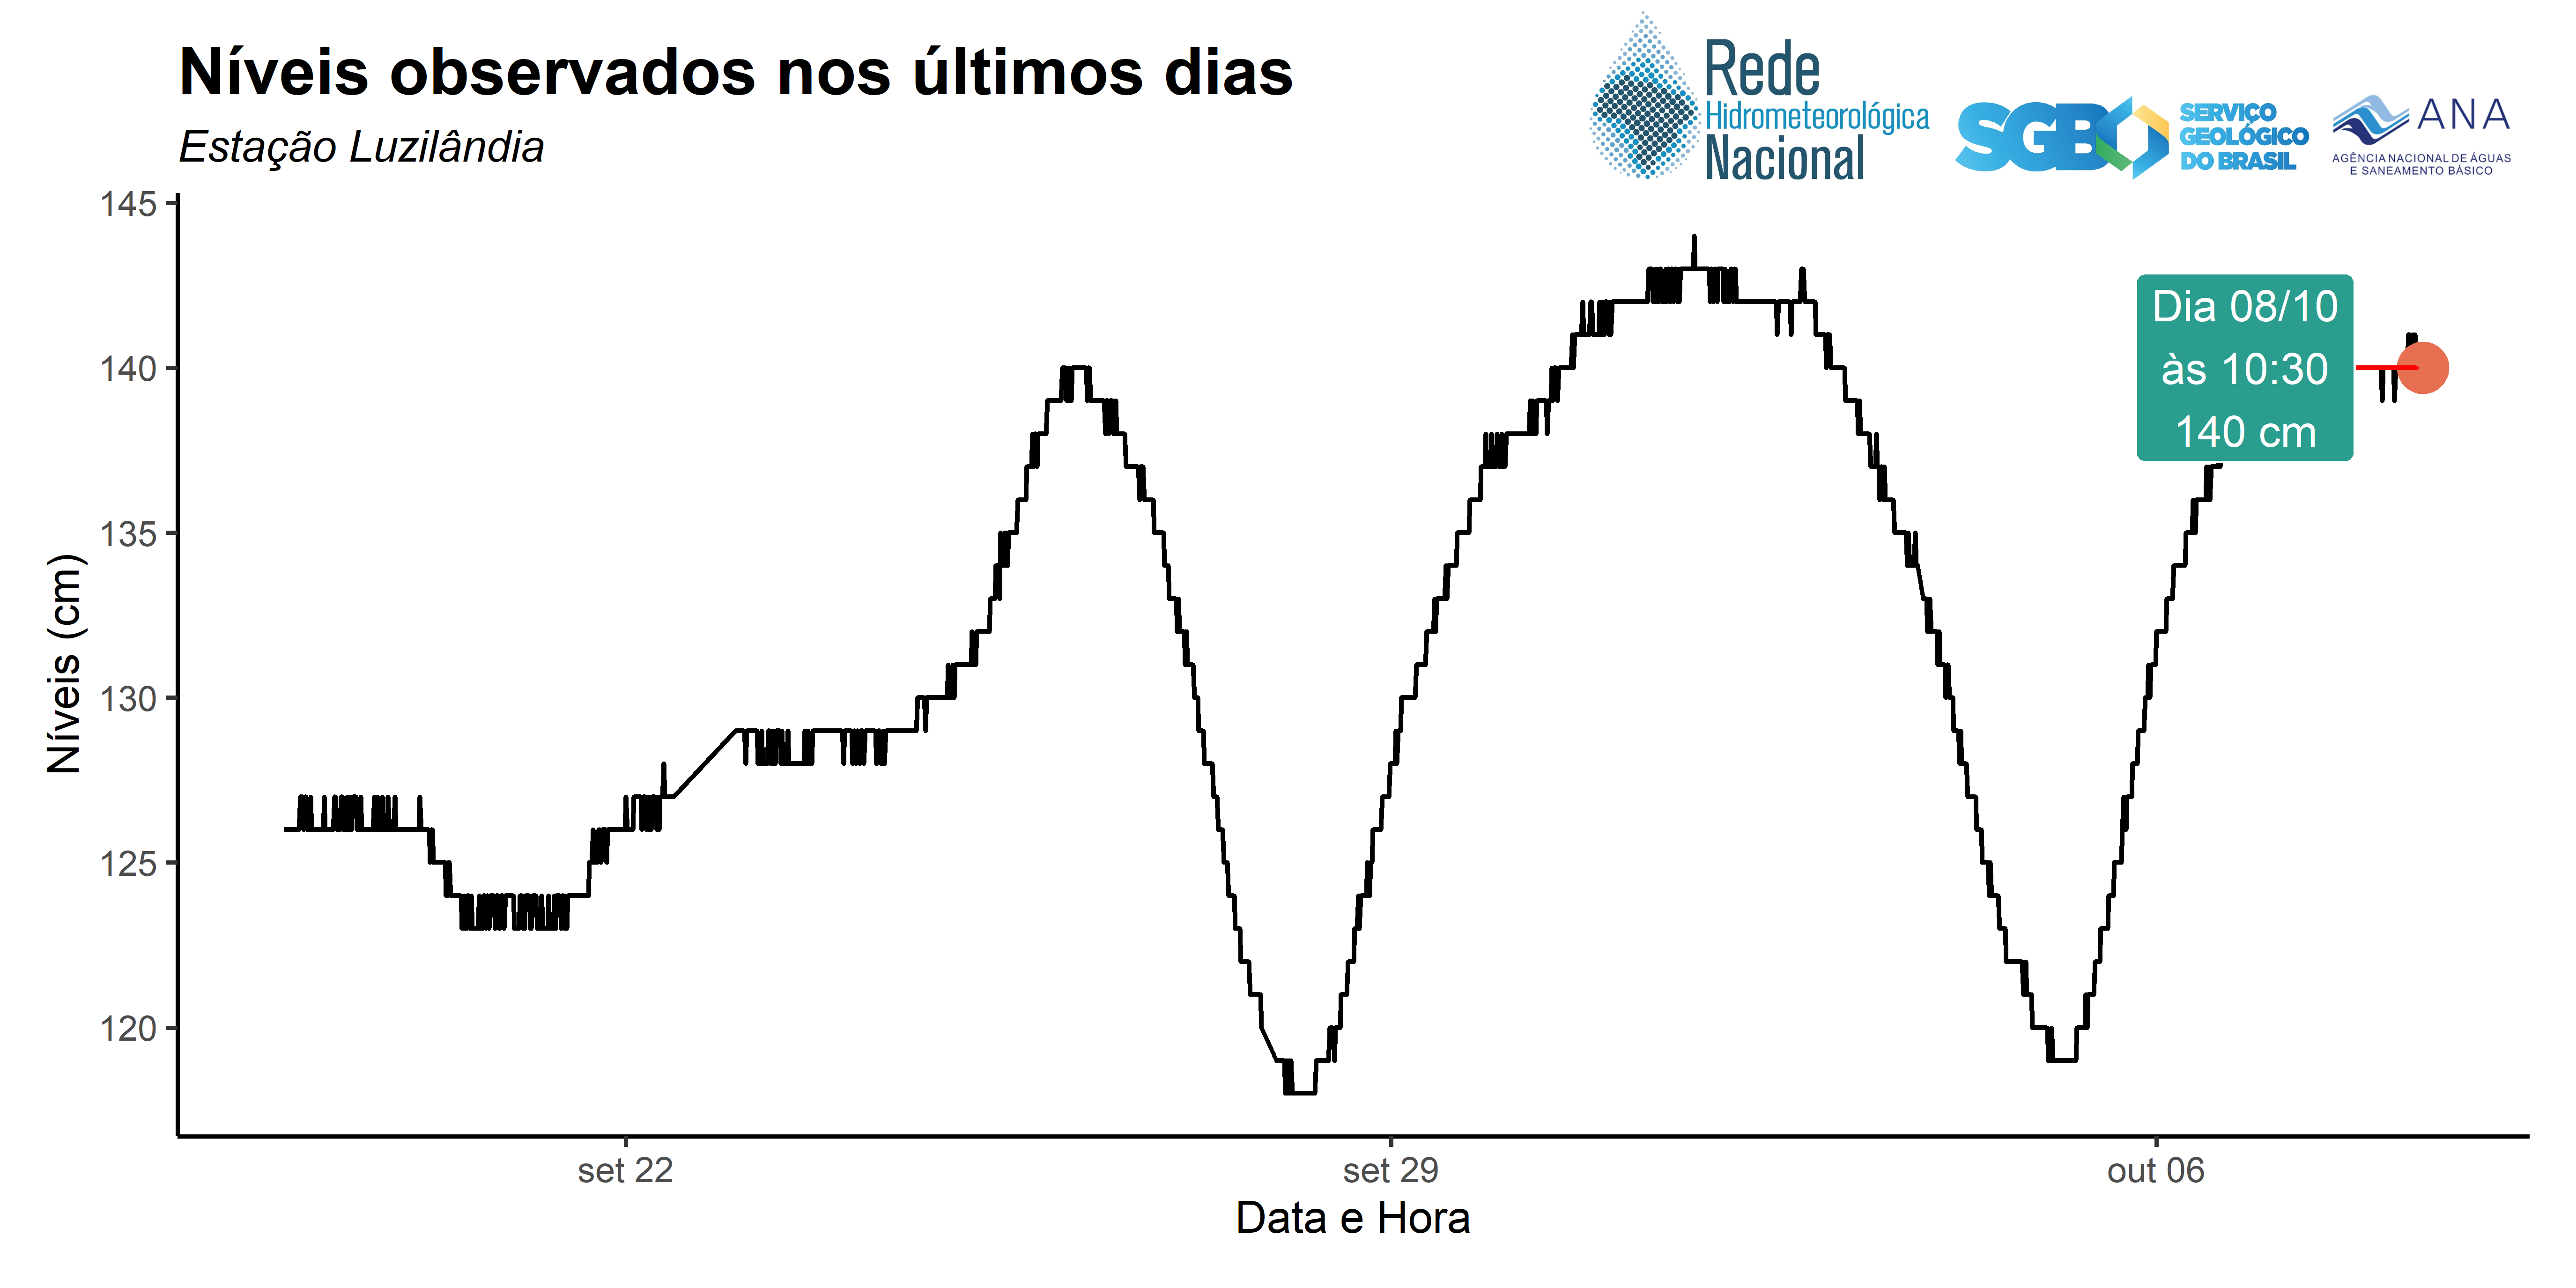 Níveis observados nos últimos dias
Estação Luzilândia
Rede
Hidrometeorológica
Nacional
SGB
SERVIÇO
GEOLÓGICO
DO BRASIL
ANA
AGÊNCIA NACIONAL DE ÁGUAS
E SANEAMENTO BÁSICO
145
140
135
130
125
120
Níveis (cm)
Dia 08/10
às 10:30
140 cm
set 22
set 29
out 06
Data e Hora